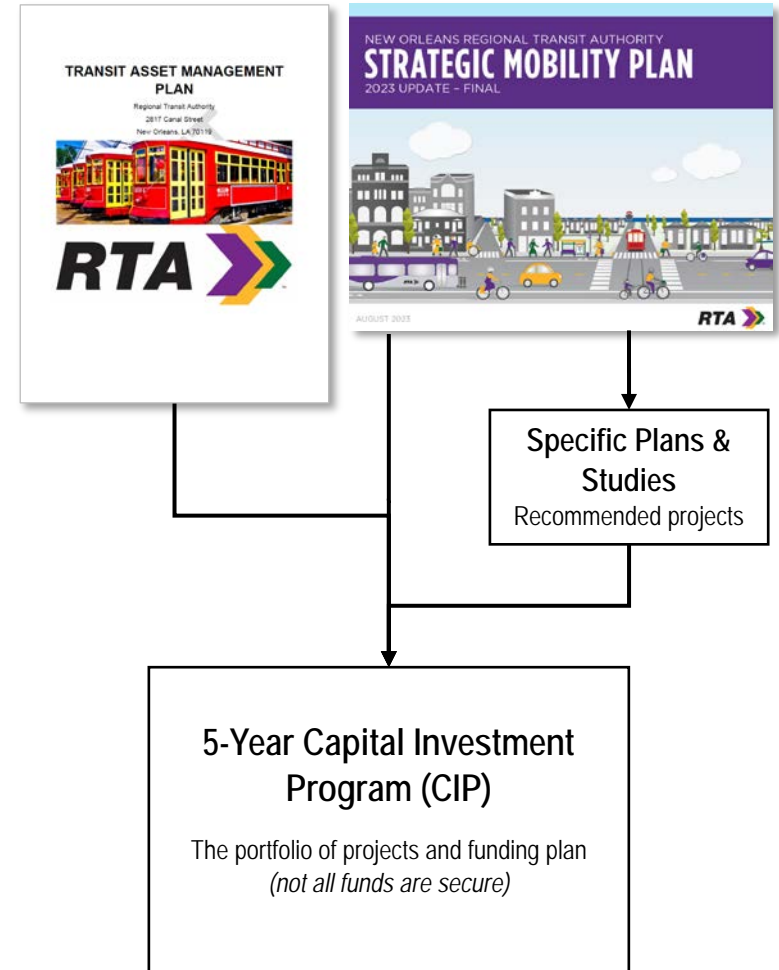 TRANSIT ASSET MANAGEMENT
PLAN
Regional Transit Authority
2817 Canal Street
New Orleans, LA 70119
RTA
NEW ORLEANS REGIONAL TRANSIT AUTHORITY
STRATEGIC MOBILITY PLAN
2023 UPDATE – FINAL
AUGUST 2023
RTA
Specific Plans &
Studies
Recommended projects
5-Year Capital Investment
Program (CIP)
The portfolio of projects and funding plan
(not all funds are secure)